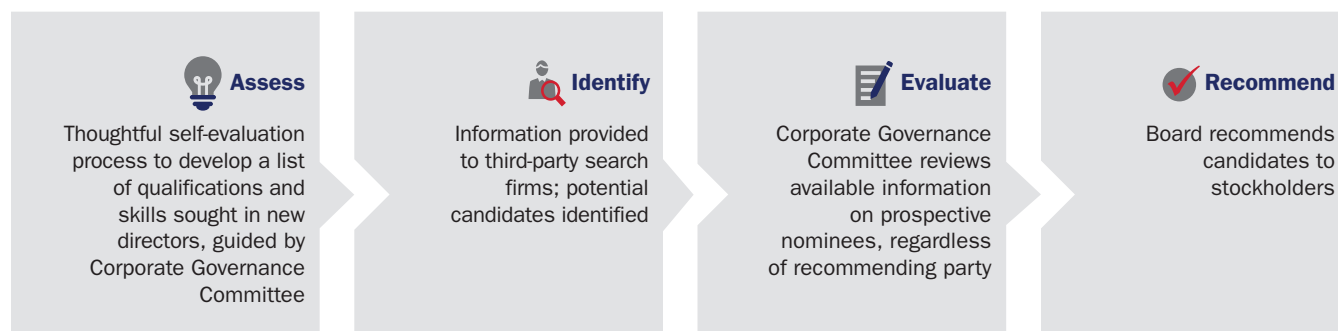 Assess
Thoughtful self-evaluation
process to develop a list
of qualifications and
skills sought in new
directors, guided by
Corporate Governance
Committee
Identify
Information provided
to third-party search
firms; potential
candidates identified
Evaluate
Corporate Governance
Committee reviews
available information
on prospective
nominees, regardless
of recommending party
Recommend
Board recommends
candidates to
stockholders